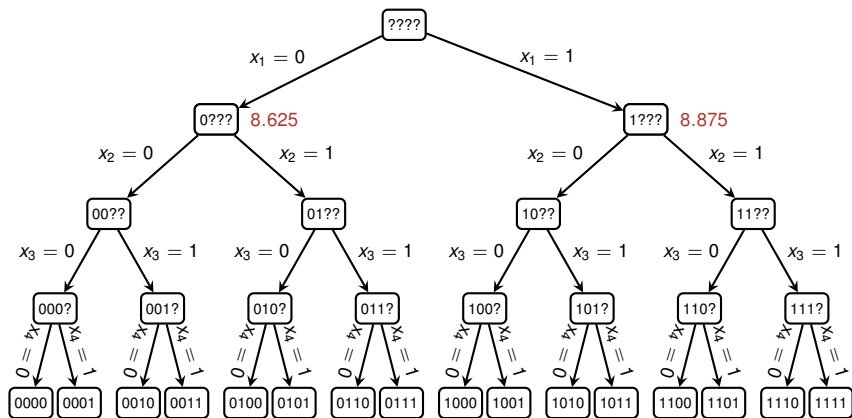 ????
x₁ = 0 x₁ = 1
0??? 8.625 1??? 8.875
x₂ = 0 x₂ = 1 x₂ = 0 x₂ = 1
00?? 01?? 10?? 11??
x₃ = 0 x₃ = 1 x₃ = 0 x₃ = 1 x₃ = 0 x₃ = 1 x₃ = 0 x₃ = 1
000? 001? 010? 011? 100? 101? 110? 111?
x₄ = 0 x₄ = 1 x₄ = 0 x₄ = 1 x₄ = 0 x₄ = 1 x₄ = 0 x₄ = 1 x₄ = 0 x₄ = 1 x₄ = 0 x₄ = 1 x₄ = 0 x₄ = 1 x₄ = 0 x₄ = 1
0000 0001 0010 0011 0100 0101 0110 0111 1000 1001 1010 1011 1100 1101 1110 1111